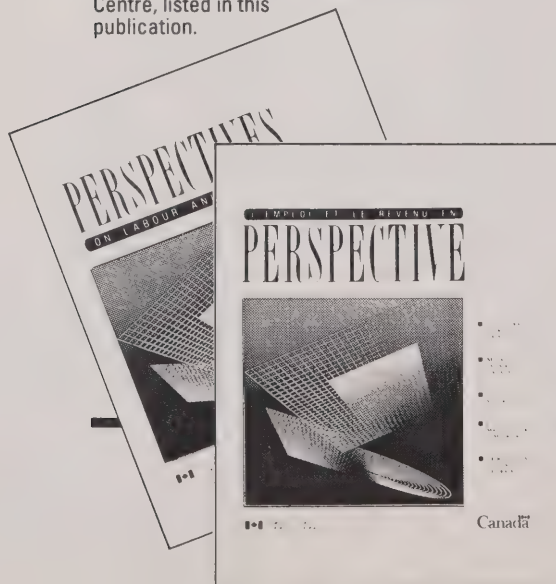 Centre, listed in this
publication.
PERSPECTIVES
ON LABOUR AN
L'EMPLOI ET LE REVENU EN
PERSPECTIVE
Canada